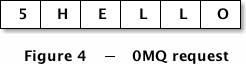 5 H E L L O
Figure 4 – 0MQ request